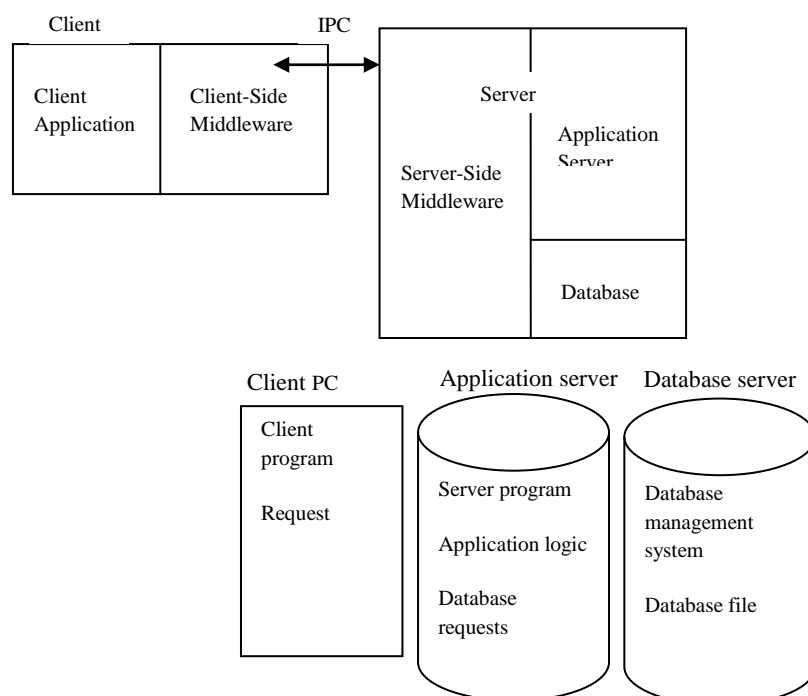 Client
IPC
Client
Application
Client-Side
Middleware
Server
Server-Side
Middleware
Application
Server
Database
Client PC
Application server
Database server
Client
program
Request
Server program
Application logic
Database
requests
Database
management
system
Database file